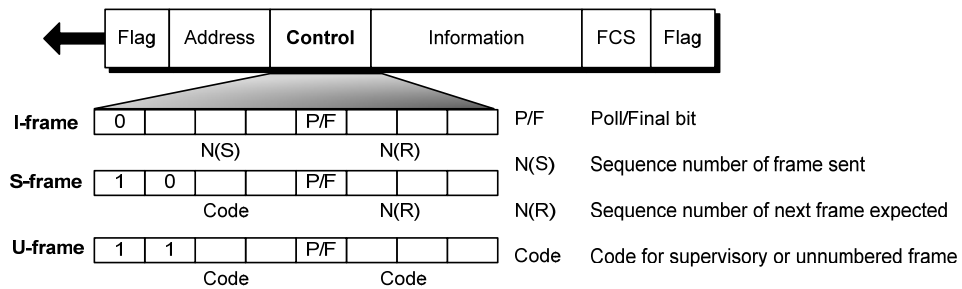 Flag Address Control Information FCS Flag
I-frame 0 P/F P/F Poll/Final bit
N(S) N(R) N(S) Sequence number of frame sent
S-frame 1 0 P/F
Code N(R) N(R) Sequence number of next frame expected
U-frame 1 1 P/F Code Code for supervisory or unnumbered frame
Code Code